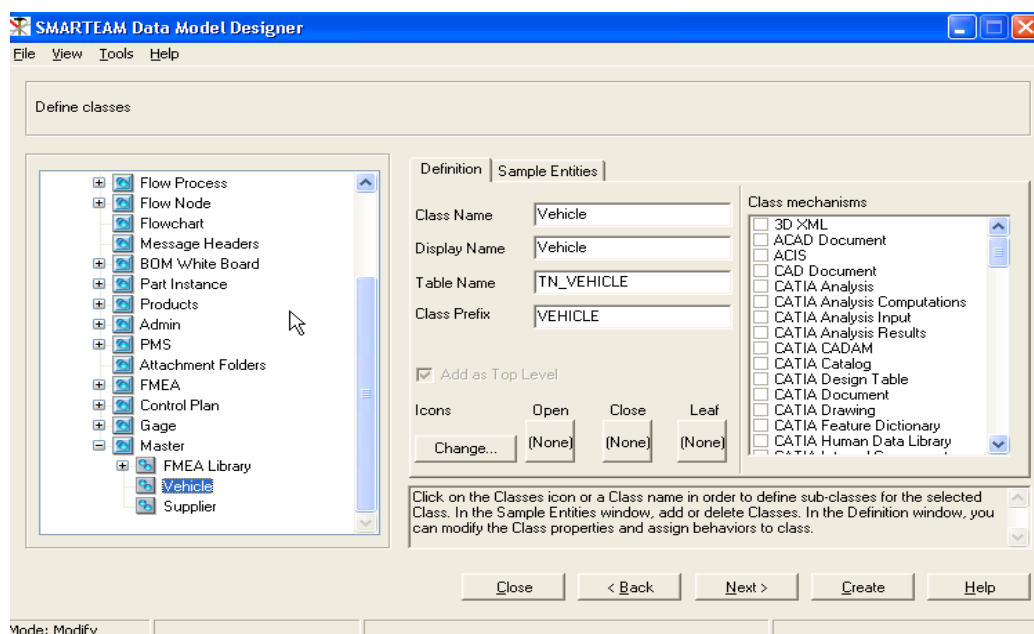 SMARTEAM Data Model Designer
File View Tools Help
Define classes
Flow Process
Flow Node
Flowchart
Message Headers
BOM White Board
Part Instance
Products
Admin
PMS
Attachment Folders
FMEA
Control Plan
Gage
Master
FMEA Library
Vehicle
Supplier
Definition Sample Entities
Class Name Vehicle
Display Name Vehicle
Table Name TN_VEHICLE
Class Prefix VEHICLE
Add as Top Level
Icons Open Close Leaf
Change... (None) (None) (None)
Class mechanisms
3D XML
ACAD Document
ACIS
CAD Document
CATIA Analysis
CATIA Analysis Computations
CATIA Analysis Input
CATIA Analysis Results
CATIA CADAM
CATIA Catalog
CATIA Design Table
CATIA Document
CATIA Drawing
CATIA Feature Dictionary
CATIA Human Data Library
Click on the Classes icon or a Class name in order to define sub-classes for the selected
Class. In the Sample Entities window, add or delete Classes. In the Definition window, you
can modify the Class properties and assign behaviors to class.
Close < Back Next > Create Help
Mode: Modify